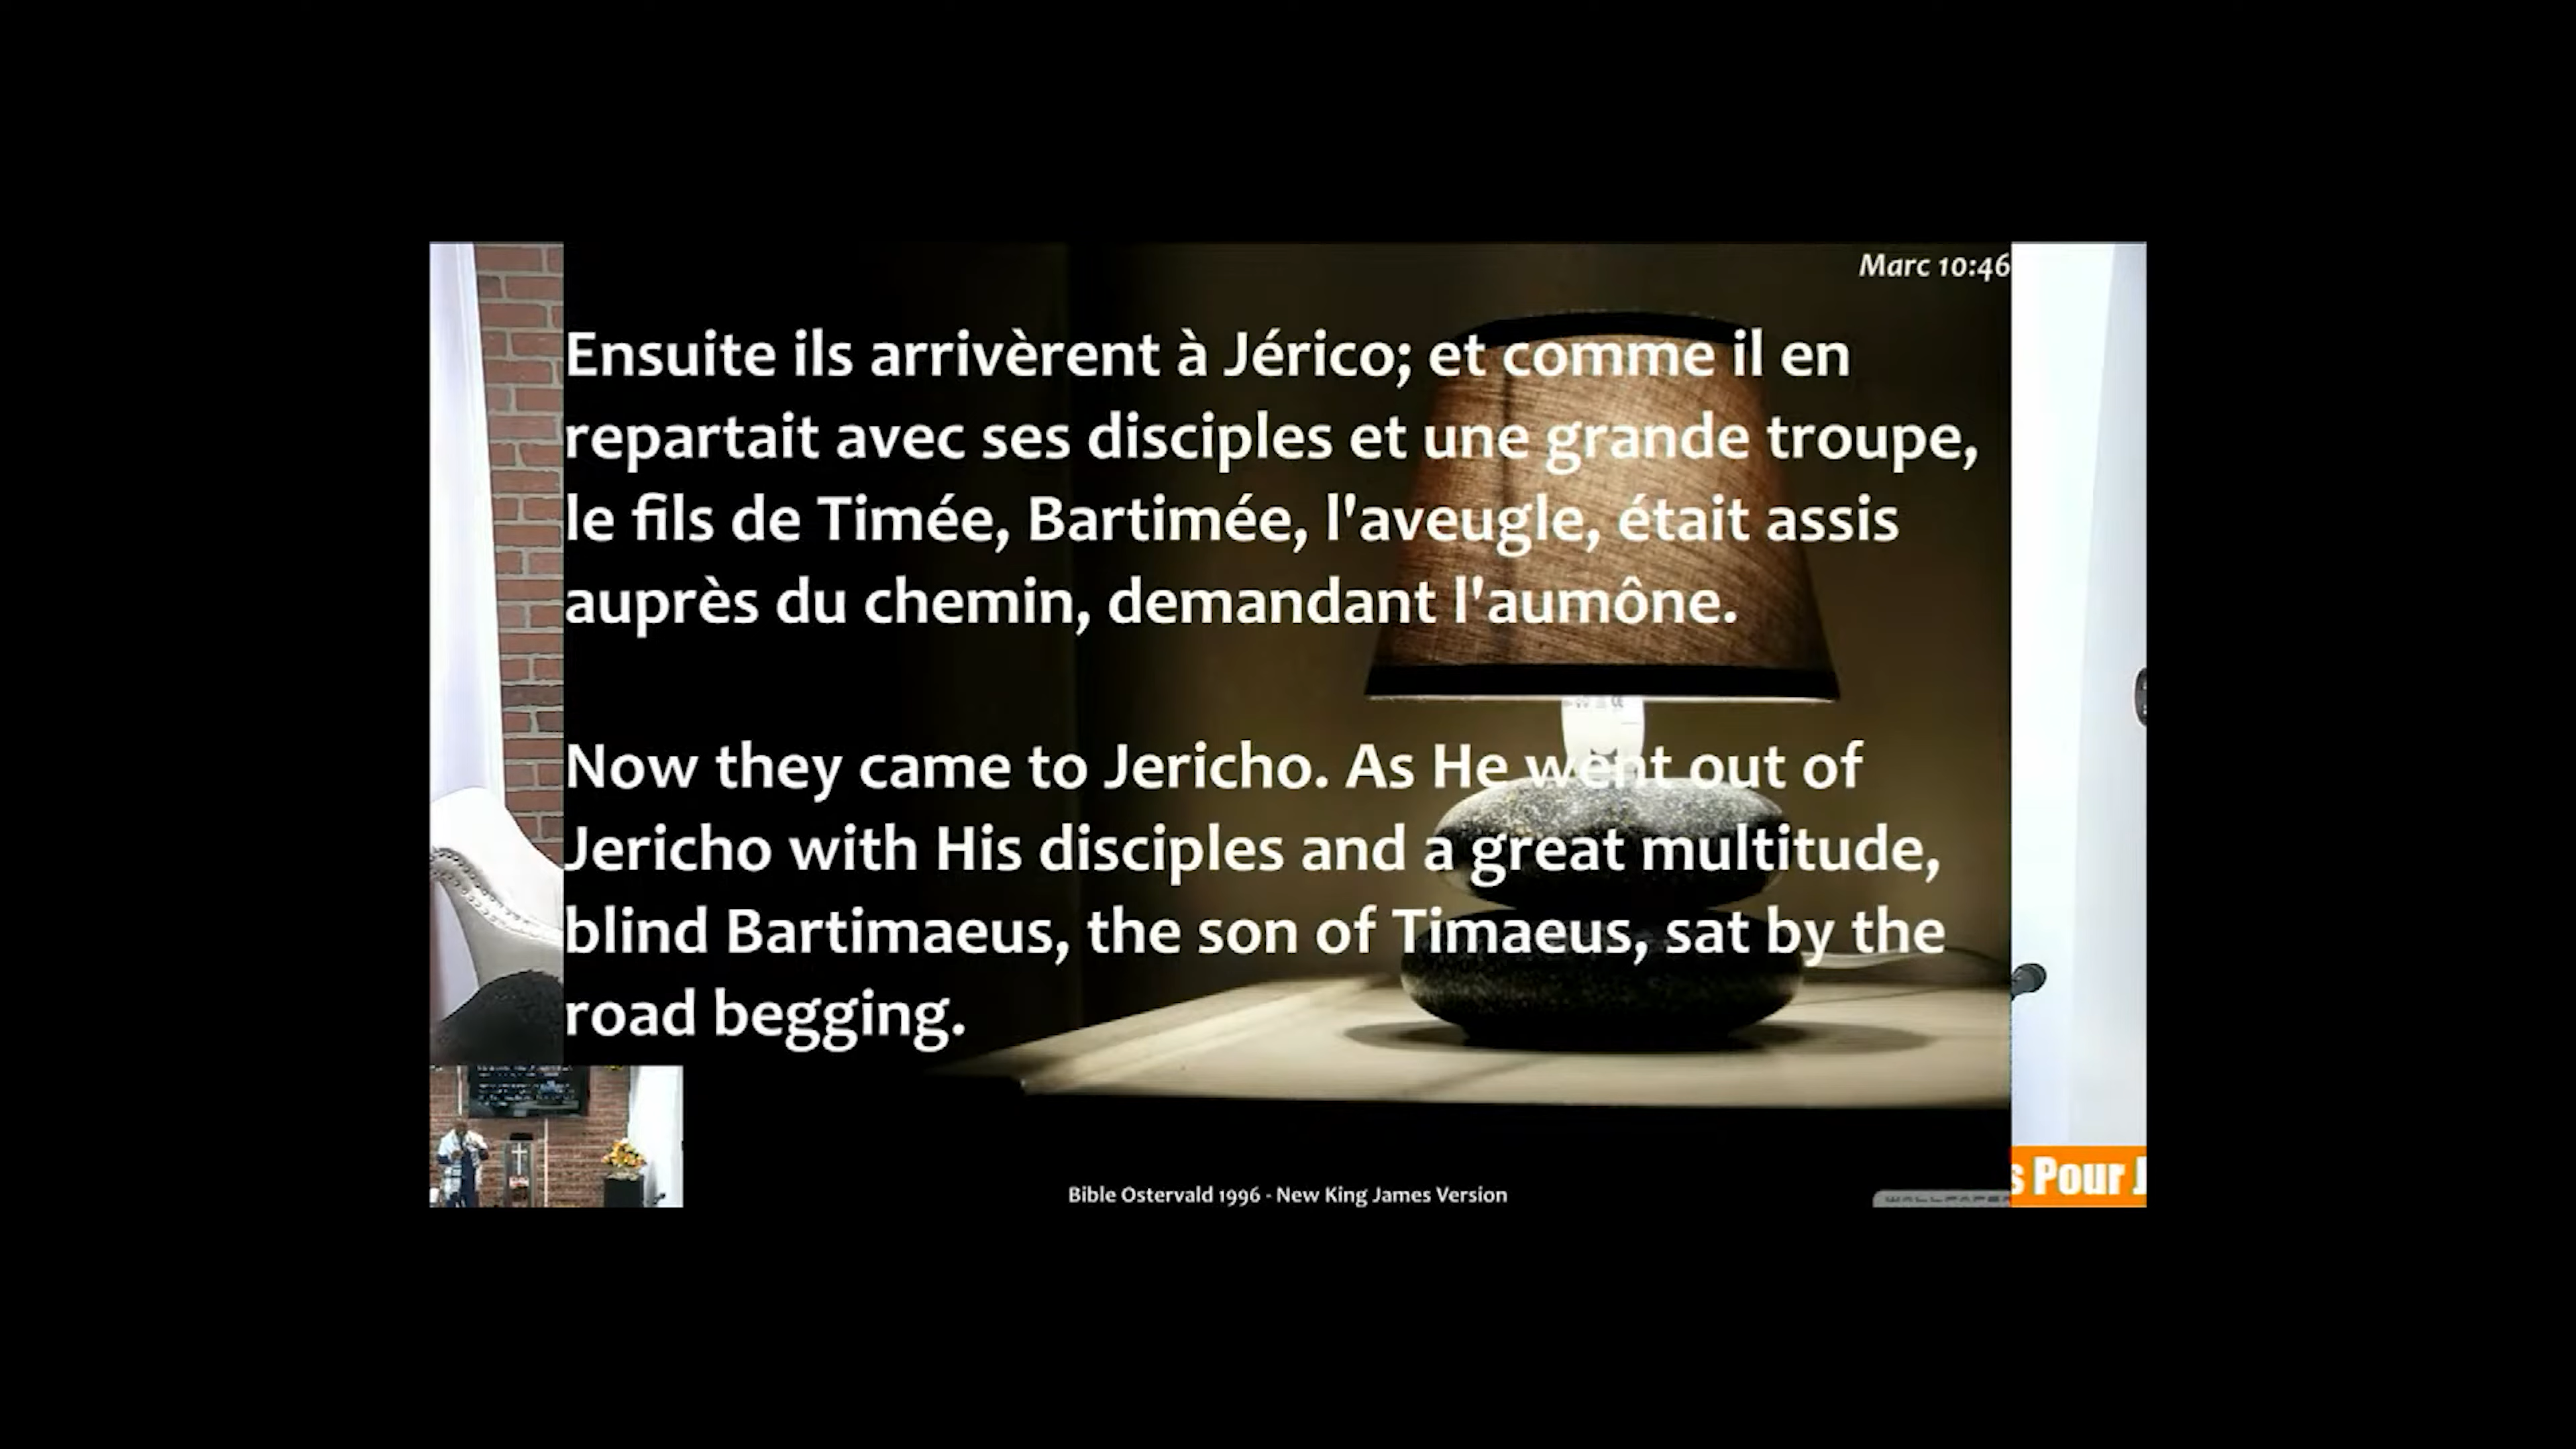 Marc 10:46
Ensuite ils arrivèrent à Jérico; et comme il en
repartait avec ses disciples et une grande troupe,
le fils de Timée, Bartimée, l'aveugle, était assis
auprès du chemin, demandant l'aumône.
Now they came to Jericho. As He went out of
Jericho with His disciples and a great multitude,
blind Bartimaeus, the son of Timaeus, sat by the
road begging.
Bible Ostervald 1996 - New King James Version
s Pour J